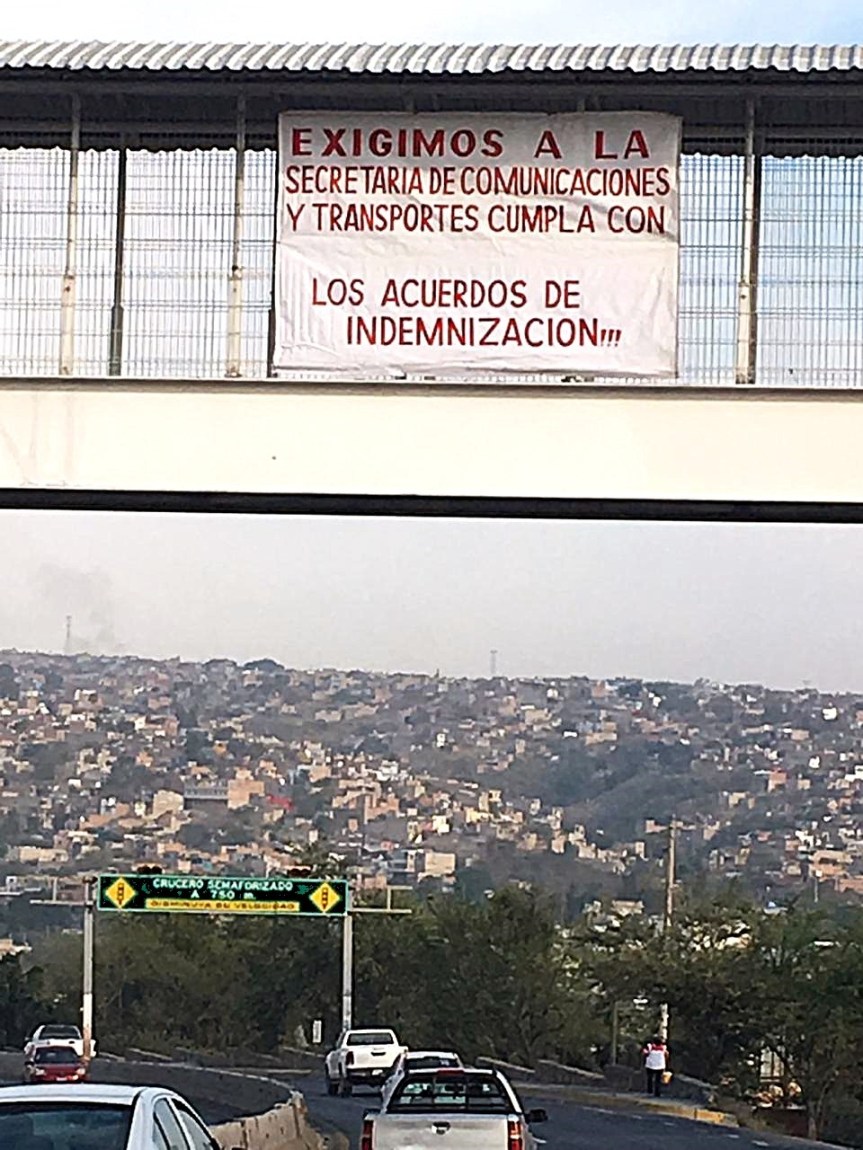 EXIGIMOS A LA
SECRETARIA DE COMUNICACIONES
Y TRANSPORTES CUMPLA CON
LOS ACUERDOS DE
INDEMNIZACION!!!
CRUCERO SEMAFORIZADO
A 750 m.
DISMINUYA SU VELOCIDAD